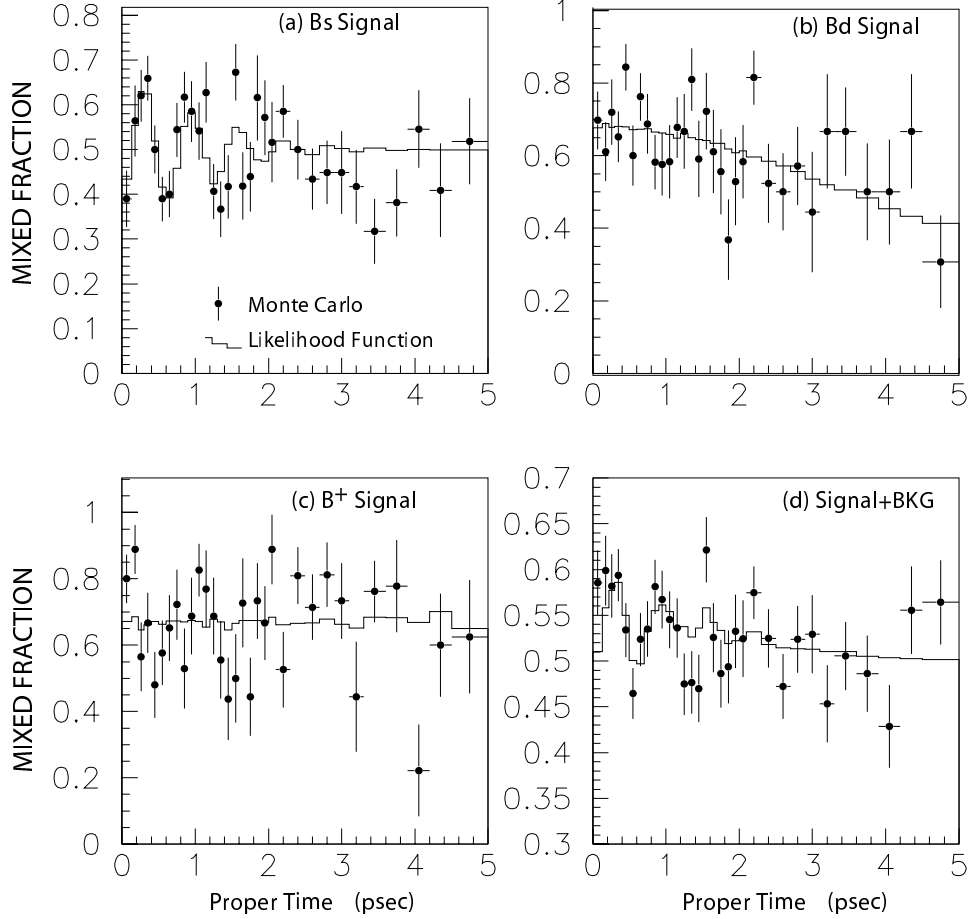 (a) Bs Signal
MIXED FRACTION
0.8
0.7
0.6
0.5
0.4
0.3
0.2
0.1
0
Monte Carlo
Likelihood Function
0 1 2 3 4 5
(b) Bd Signal
1
0.8
0.6
0.4
0.2
0
0 1 2 3 4 5
(c) B+ Signal
MIXED FRACTION
1
0.8
0.6
0.4
0.2
0
0 1 2 3 4 5
Proper Time (psec)
(d) Signal+BKG
0.7
0.65
0.6
0.55
0.5
0.45
0.4
0.35
0.3
0 1 2 3 4 5
Proper Time (psec)